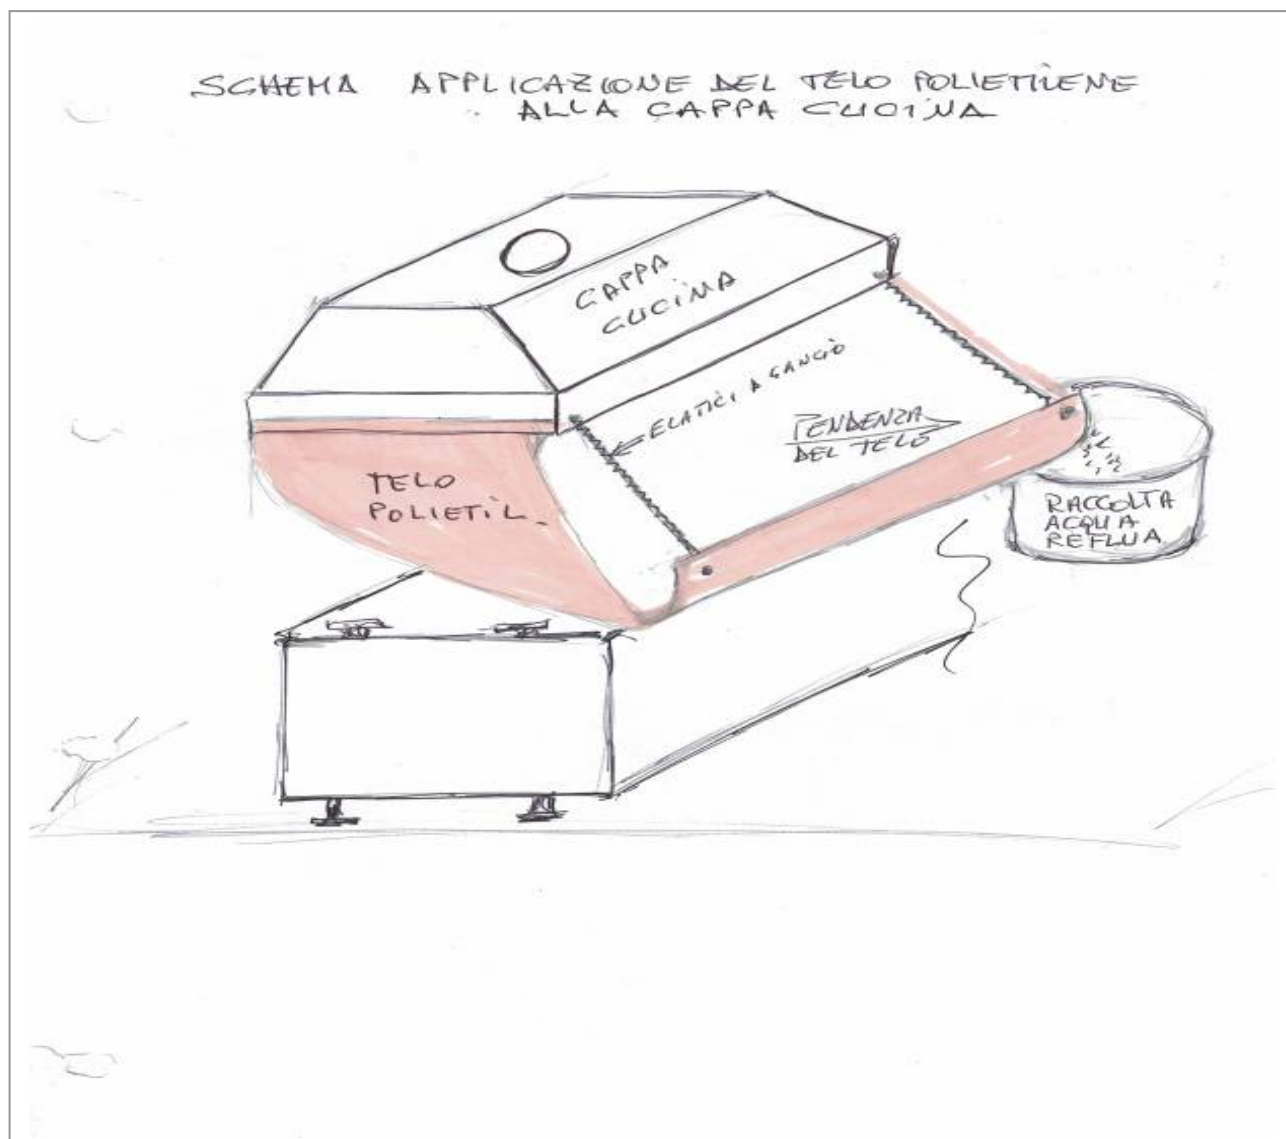 SCHEMA APPLICAZIONE DEL TELO POLIETILENE
ALLA CAPPA CUCINA
CAPPA
CUCINA
ELATICI A GANCIO
PENDENZA
DEL TELO
TELO
POLIETIL.
RACCOLTA
ACQUA
REFLUA